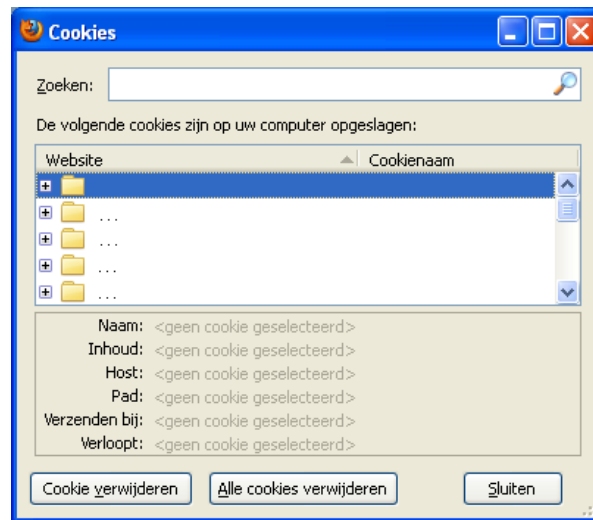 Cookies
Zoeken:
De volgende cookies zijn op uw computer opgeslagen:
Website Cookienaam
...
...
...
...
Naam: <geen cookie geselecteerd>
Inhoud: <geen cookie geselecteerd>
Host: <geen cookie geselecteerd>
Pad: <geen cookie geselecteerd>
Verzenden bij: <geen cookie geselecteerd>
Verloopt: <geen cookie geselecteerd>
Cookie verwijderen Alle cookies verwijderen Sluiten